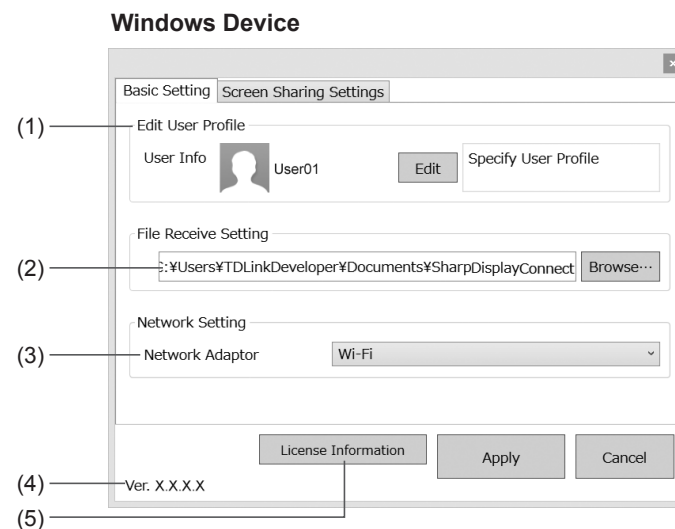 Windows Device
×
Basic Setting Screen Sharing Settings
(1) Edit User Profile
User Info User01 Edit Specify User Profile
File Receive Setting
(2) :¥Users¥TDLinkDeveloper¥Documents¥SharpDisplayConnect Browse…
Network Setting
(3) Network Adaptor Wi-Fi
License Information Apply Cancel
(4) Ver. X.X.X.X
(5)